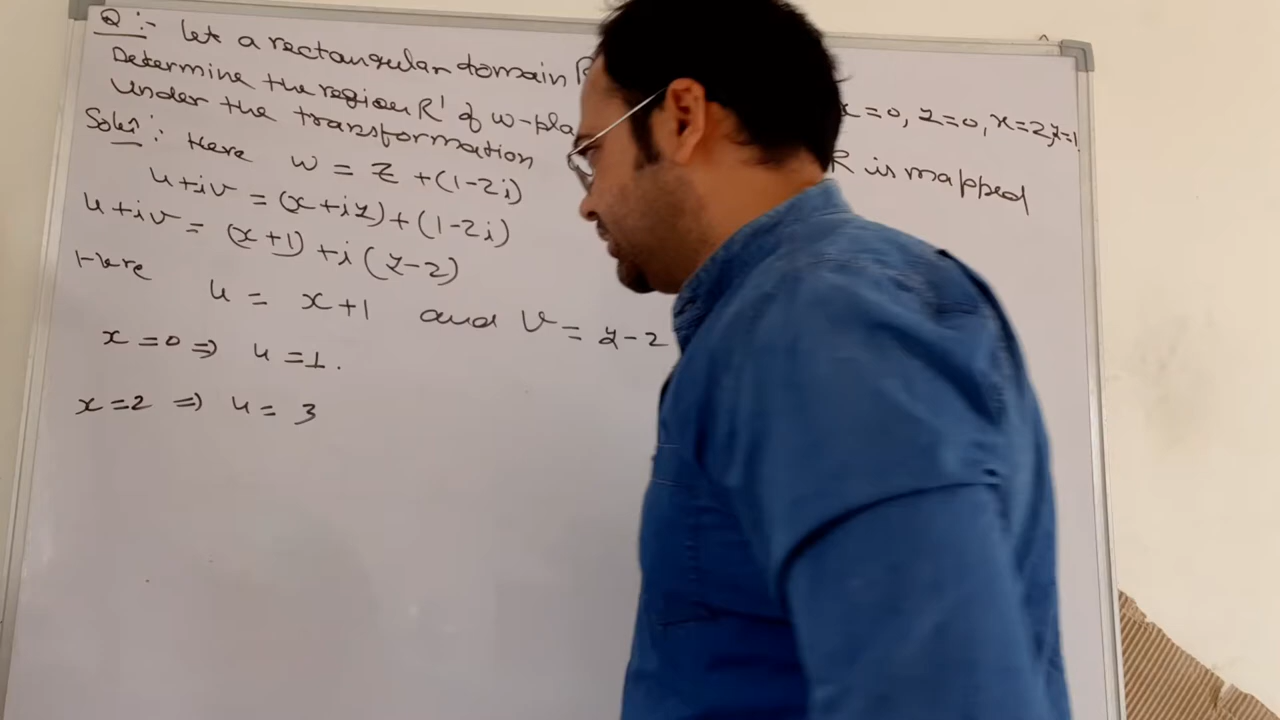 Q :- Let a rectangular domain R x=0, y=0, x=2, y=1.
Determine the region R' of w-pla R is mapped
under the transformation
Soln: Here w = z + (1-2i)
u+iv = (x+iy) + (1-2i)
u+iv = (x+1) + i(y-2)
Here u = x+1 and v = y-2
x=0 ⇒ u=1.
x=2 ⇒ u=3